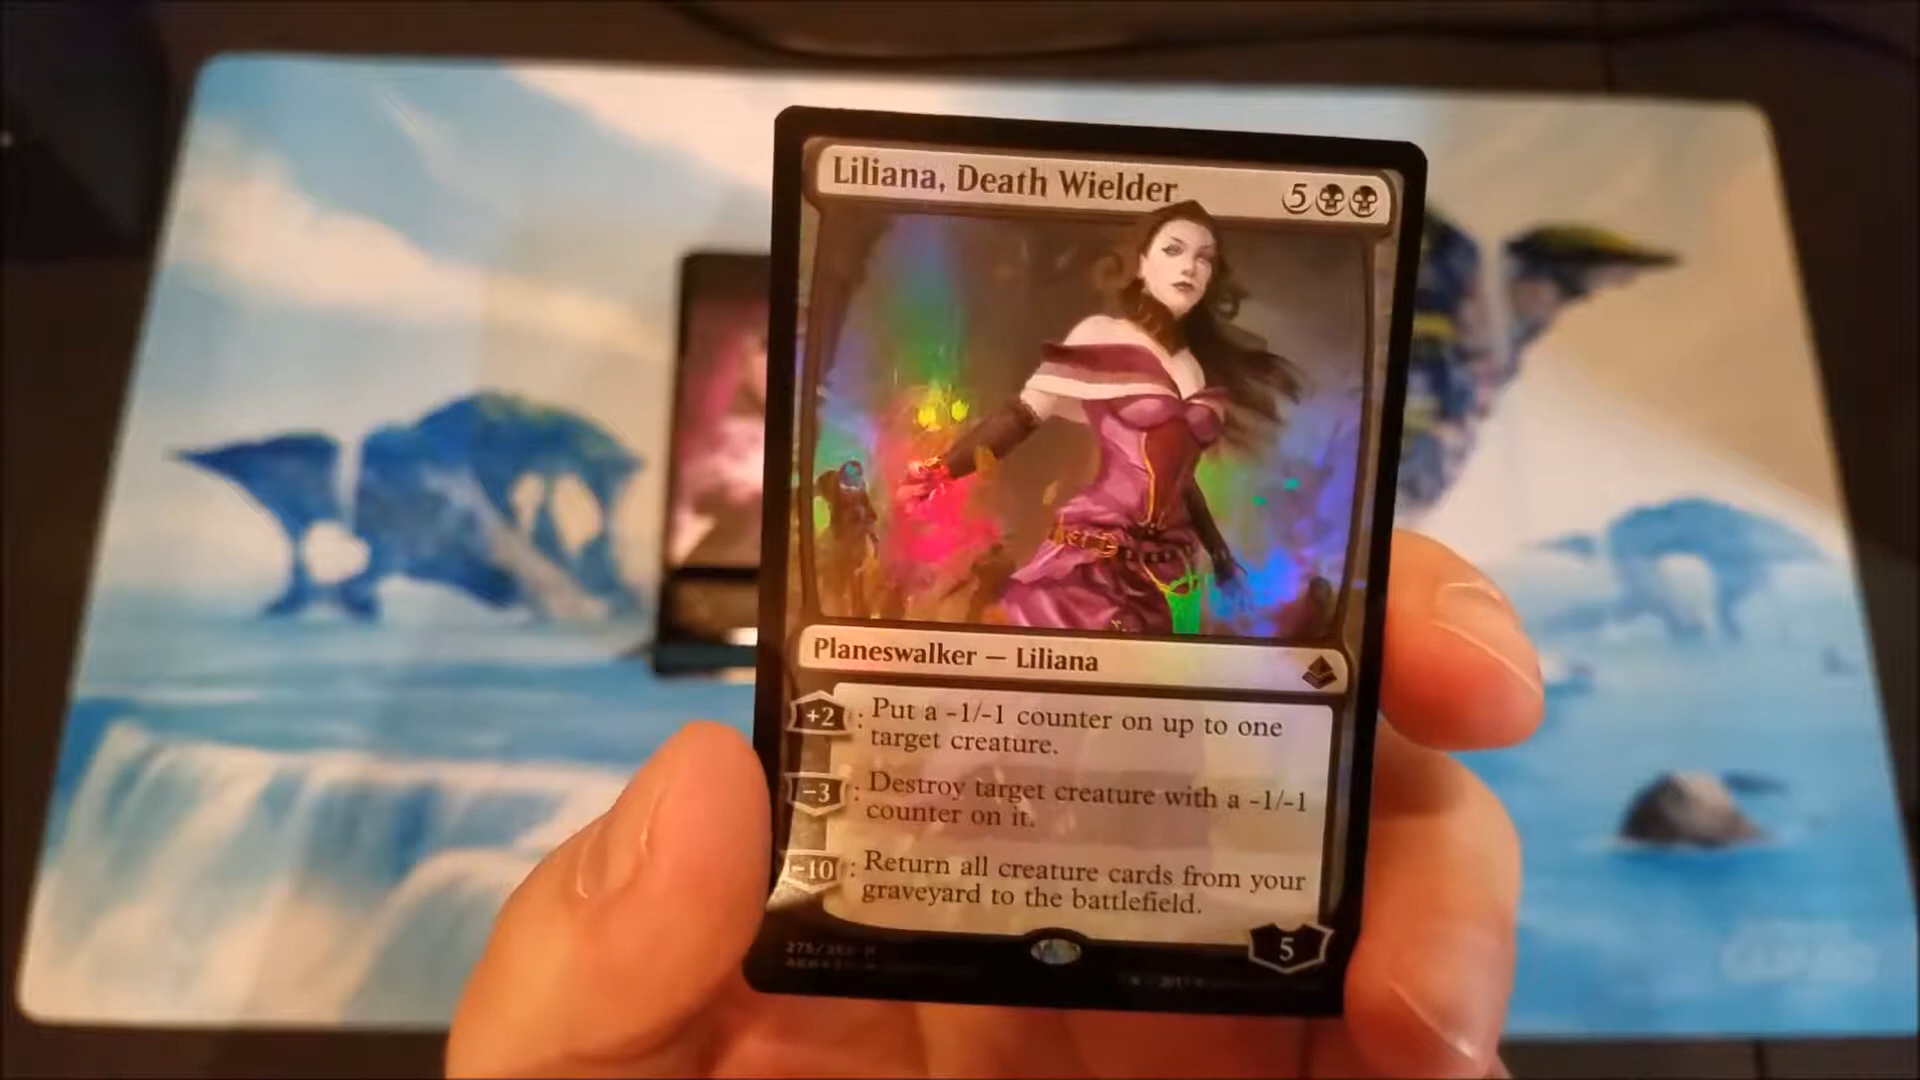 Liliana, Death Wielder 5
Planeswalker — Liliana
+2 : Put a -1/-1 counter on up to one
target creature.
−3 : Destroy target creature with a -1/-1
counter on it.
−10 : Return all creature cards from your
graveyard to the battlefield.
5